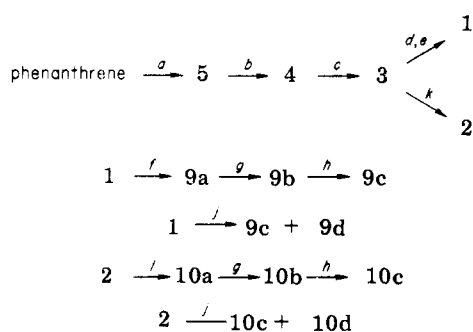 d,e 1
phenanthrene a 5 b 4 c 3
k 2
1 f 9a g 9b h 9c
1 j 9c + 9d
2 i 10a g 10b h 10c
2 j 10c + 10d